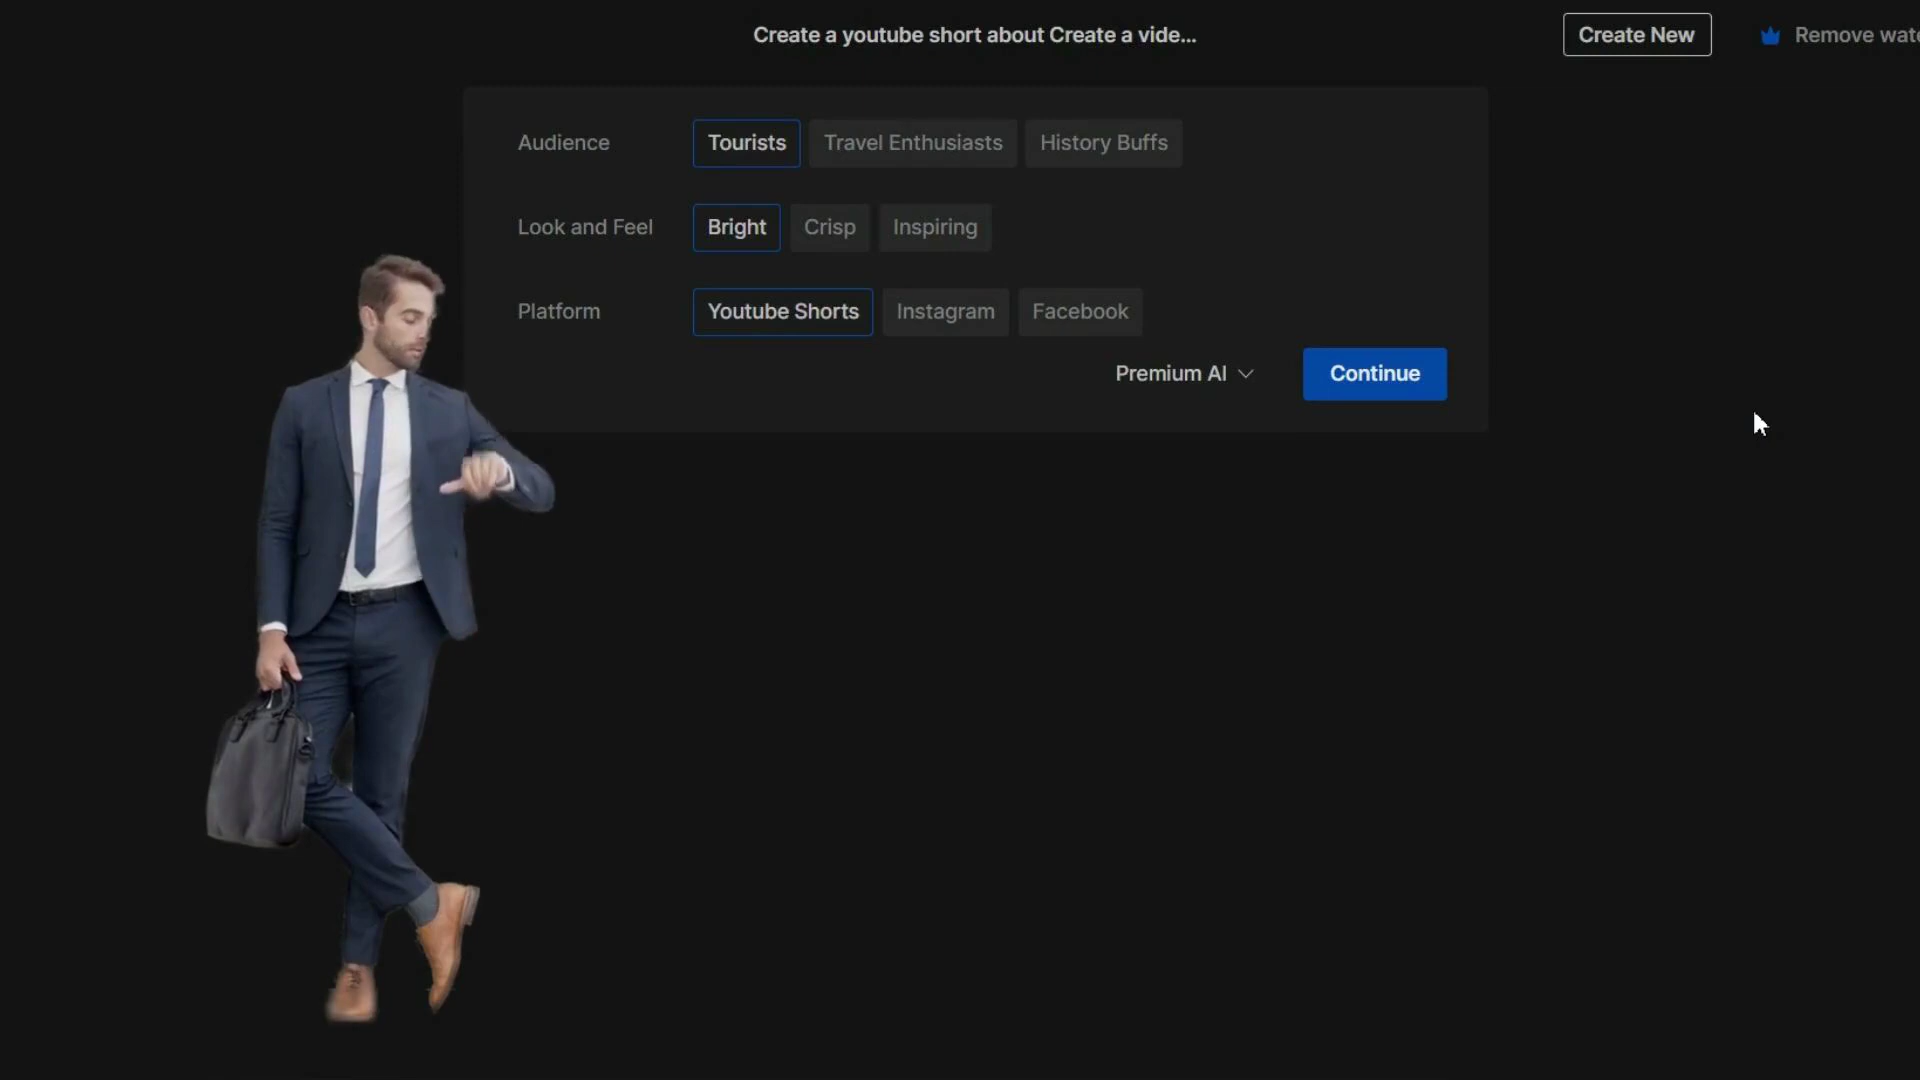 Create a youtube short about Create a vide...
Create New
Remove wate
Audience
Tourists
Travel Enthusiasts
History Buffs
Look and Feel
Bright
Crisp
Inspiring
Platform
Youtube Shorts
Instagram
Facebook
Premium AI
Continue